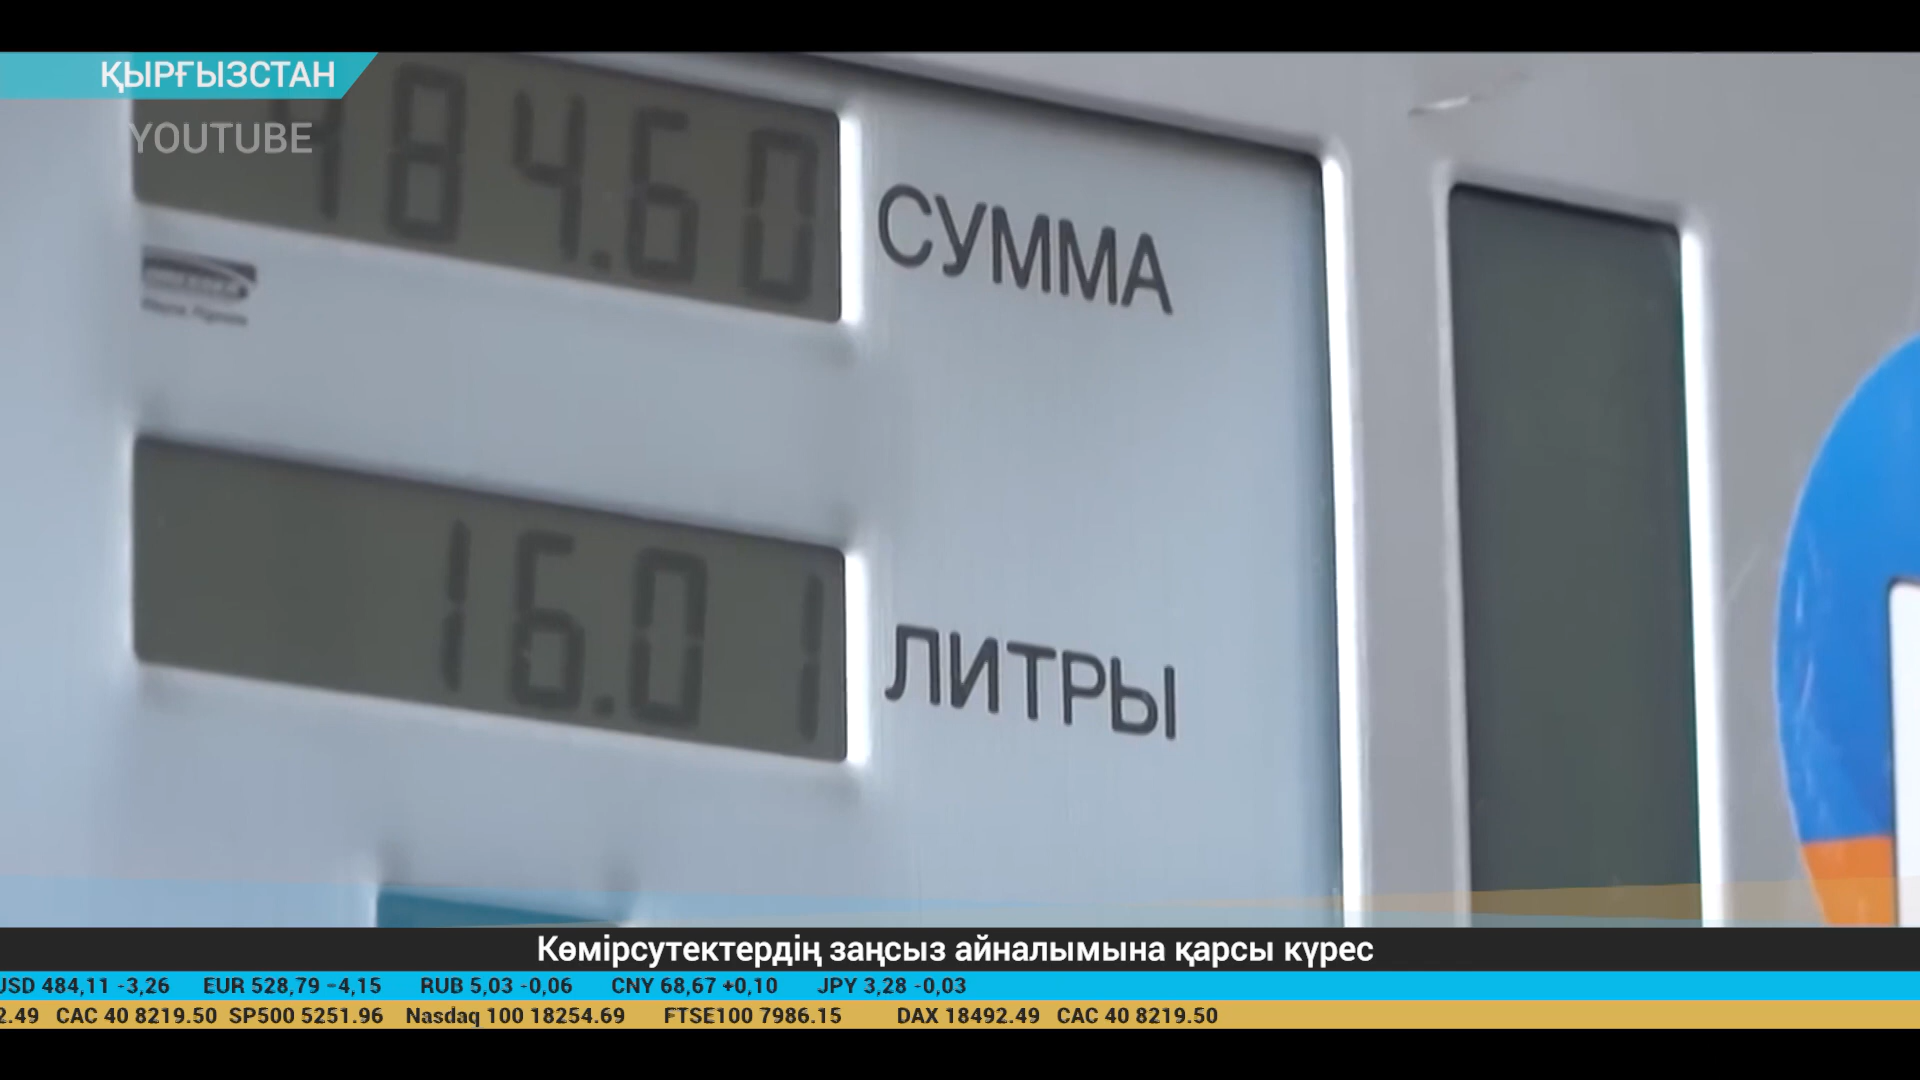 ҚЫРҒЫЗСТАН
YOUTUBE
184.60
СУММА
16.01
ЛИТРЫ
Көмірсутектердің заңсыз айналымына қарсы күрес
USD 484,11 -3,26 EUR 528,79 -4,15 RUB 5,03 -0,06 CNY 68,67 +0,10 JPY 3,28 -0,03
2.49 CAC 40 8219.50 SP500 5251.96 Nasdaq 100 18254.69 FTSE100 7986.15 DAX 18492.49 CAC 40 8219.50